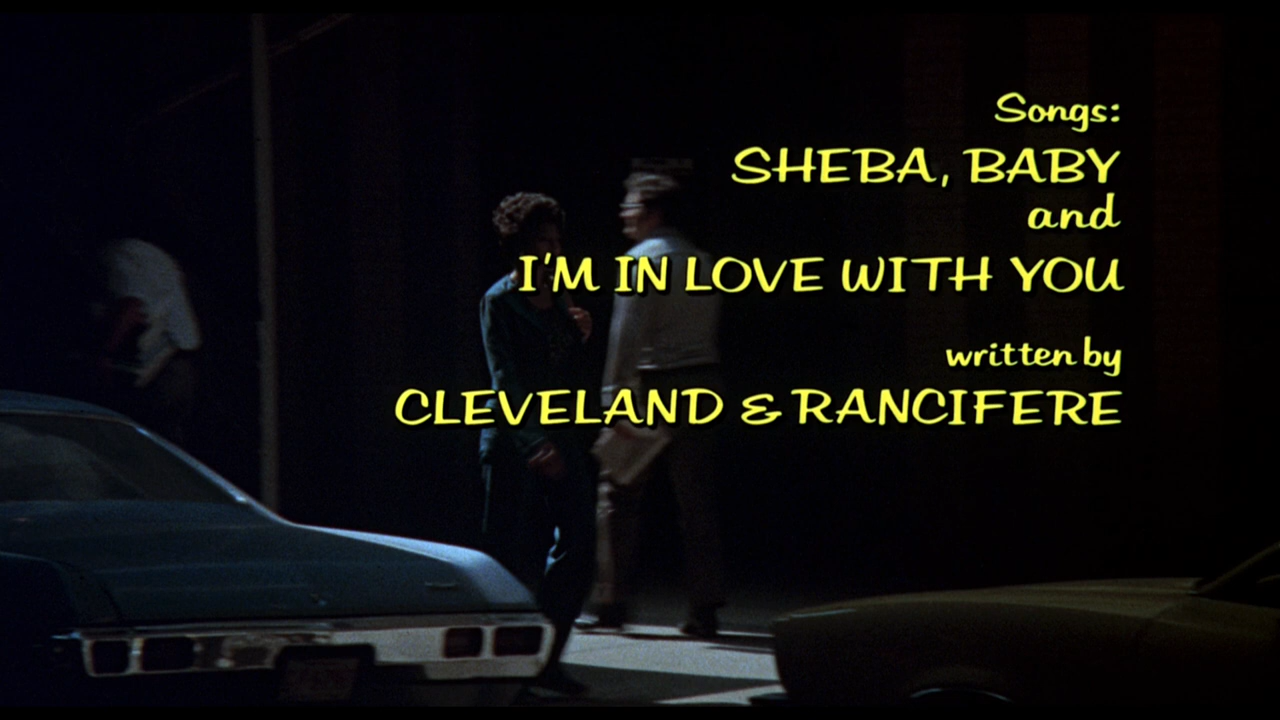 Songs:
SHEBA, BABY
and
I'M IN LOVE WITH YOU
written by
CLEVELAND & RANCIFERE